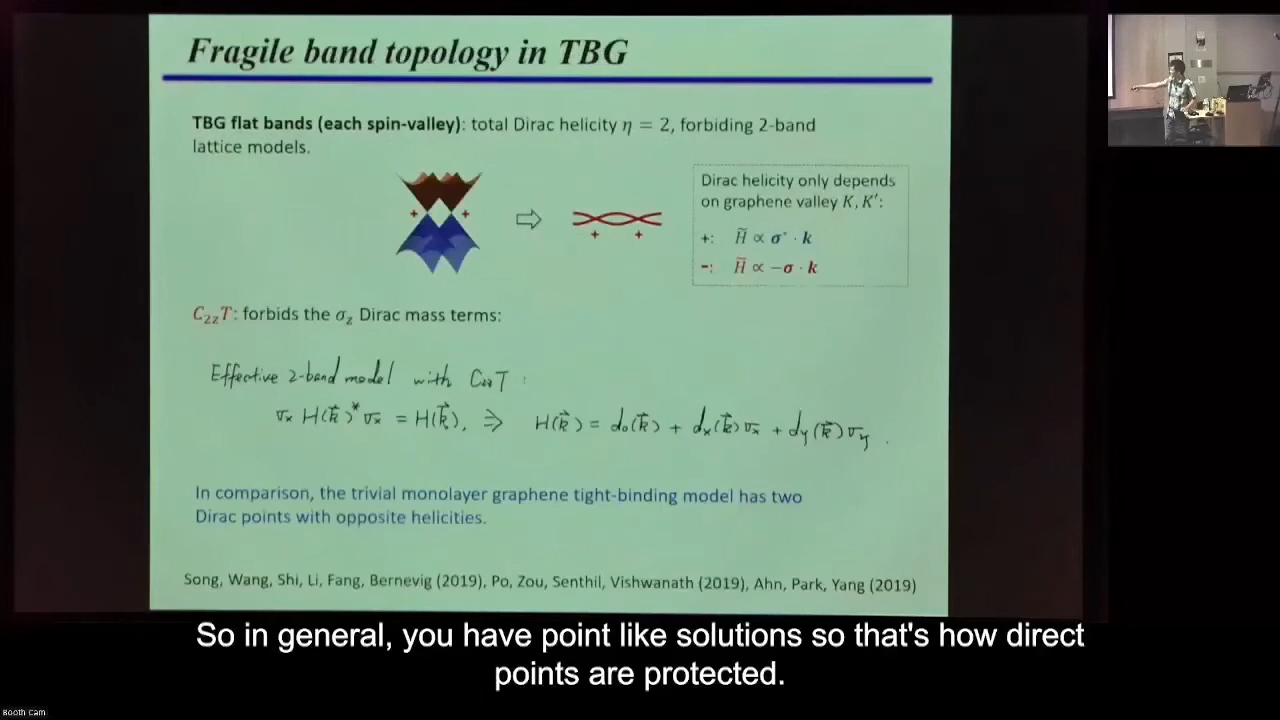 Fragile band topology in TBG
TBG flat bands (each spin-valley): total Dirac helicity η = 2, forbiding 2-band
lattice models.
Dirac helicity only depends
on graphene valley K, K′:
+: H̃ ∝ σ* · k
-: H̃ ∝ −σ · k
+ +
+ +
C₂zT: forbids the σz Dirac mass terms:
Effective 2-band model with C₂zT :
σx H(k⃗)* σx = H(k⃗), ⇒ H(k⃗) = d₀(k⃗) + dx(k⃗)σx + dy(k⃗)σy .
In comparison, the trivial monolayer graphene tight-binding model has two
Dirac points with opposite helicities.
Song, Wang, Shi, Li, Fang, Bernevig (2019), Po, Zou, Senthil, Vishwanath (2019), Ahn, Park, Yang (2019)
So in general, you have point like solutions so that's how direct
points are protected.
Booth Cam